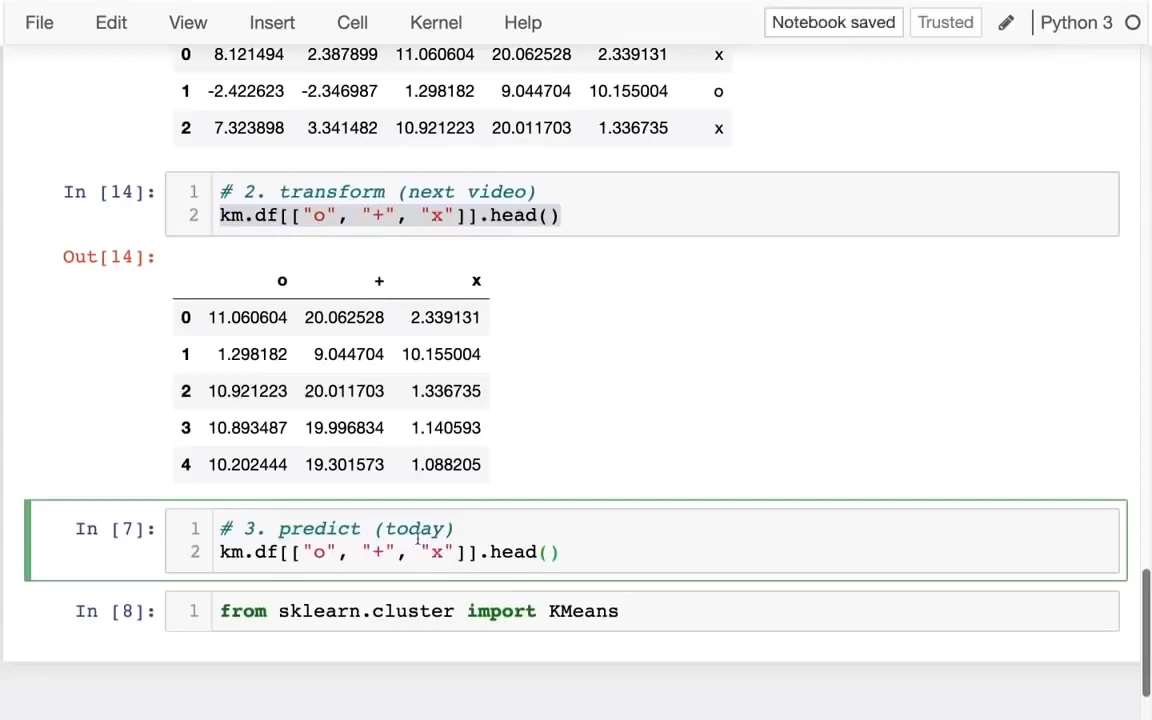 File Edit View Insert Cell Kernel Help Notebook saved Trusted Python 3
0 8.121494 2.387899 11.060604 20.062528 2.339131 x
1 -2.422623 -2.346987 1.298182 9.044704 10.155004 o
2 7.323898 3.341482 10.921223 20.011703 1.336735 x
In [14]: 1 # 2. transform (next video)
2 km.df[["o", "+", "x"]].head()
Out[14]:
o + x
0 11.060604 20.062528 2.339131
1 1.298182 9.044704 10.155004
2 10.921223 20.011703 1.336735
3 10.893487 19.996834 1.140593
4 10.202444 19.301573 1.088205
In [7]: 1 # 3. predict (today)
2 km.df[["o", "+", "x"]].head()
In [8]: 1 from sklearn.cluster import KMeans